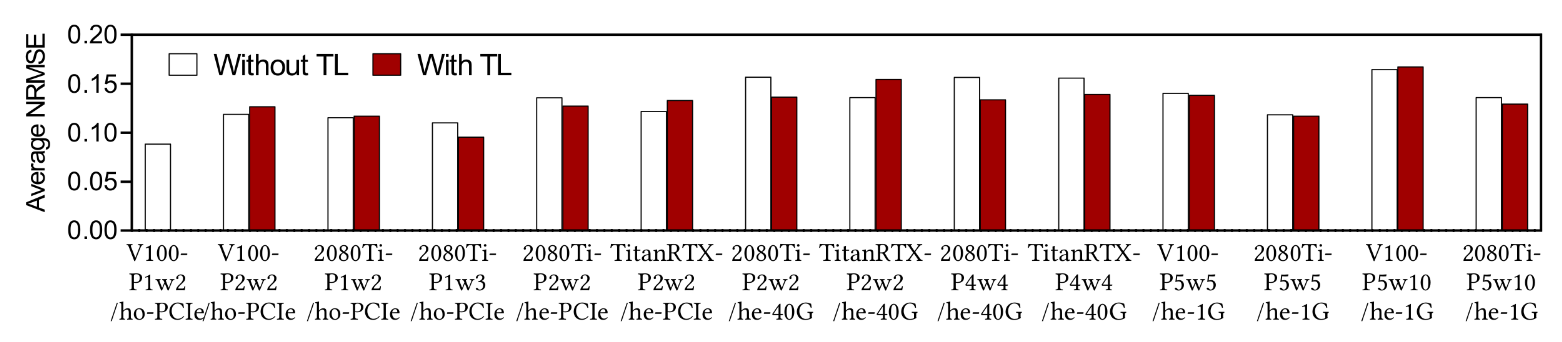 Average NRMSE
0.20
0.15
0.10
0.05
0.00
Without TL
With TL
V100-
P1w2
/ho-PCIe
V100-
P2w2
/ho-PCIe
2080Ti-
P1w2
/ho-PCIe
2080Ti-
P1w3
/ho-PCIe
2080Ti-
P2w2
/he-PCIe
TitanRTX-
P2w2
/he-PCIe
2080Ti-
P2w2
/he-40G
TitanRTX-
P2w2
/he-40G
2080Ti-
P4w4
/he-40G
TitanRTX-
P4w4
/he-40G
V100-
P5w5
/he-1G
2080Ti-
P5w5
/he-1G
V100-
P5w10
/he-1G
2080Ti-
P5w10
/he-1G